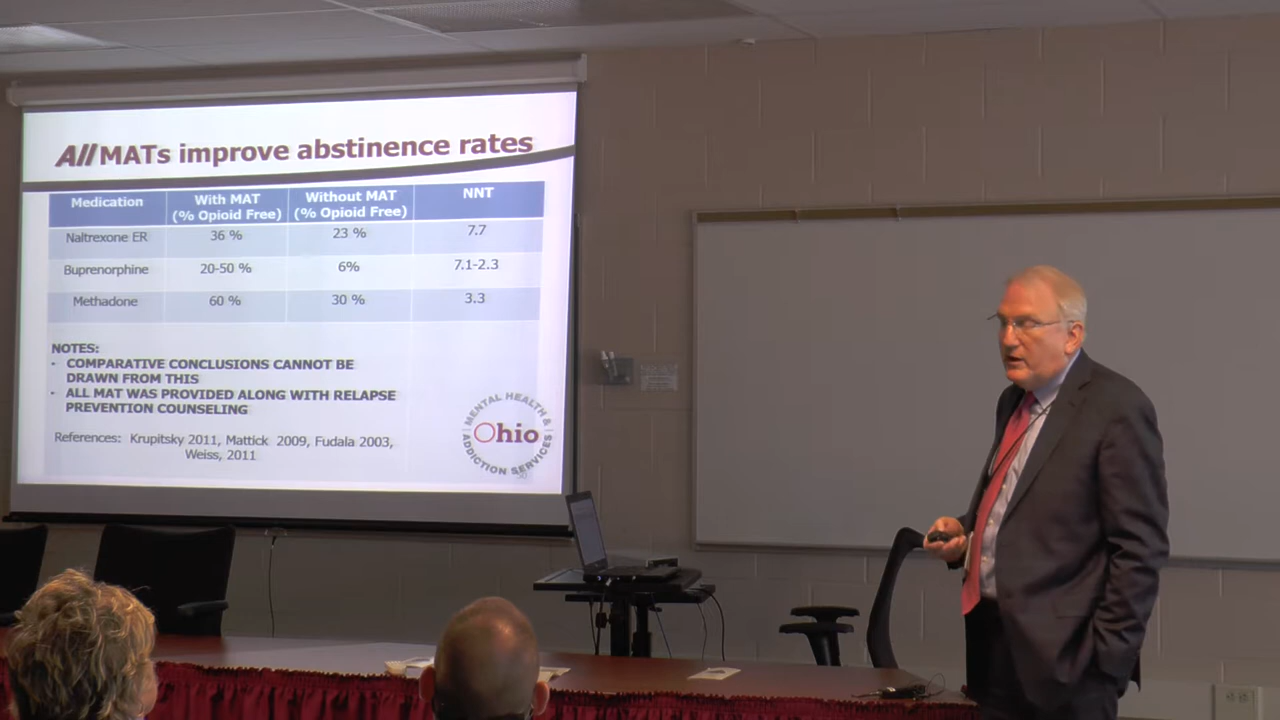 All MATs improve abstinence rates
Medication With MAT (% Opioid Free) Without MAT (% Opioid Free) NNT
Naltrexone ER 36 % 23 % 7.7
Buprenorphine 20-50 % 6% 7.1-2.3
Methadone 60 % 30 % 3.3
NOTES:
- COMPARATIVE CONCLUSIONS CANNOT BE
DRAWN FROM THIS
- ALL MAT WAS PROVIDED ALONG WITH RELAPSE
PREVENTION COUNSELING
References: Krupitsky 2011, Mattick 2009, Fudala 2003,
Weiss, 2011
MENTAL HEALTH &
Ohio
ADDICTION SERVICES